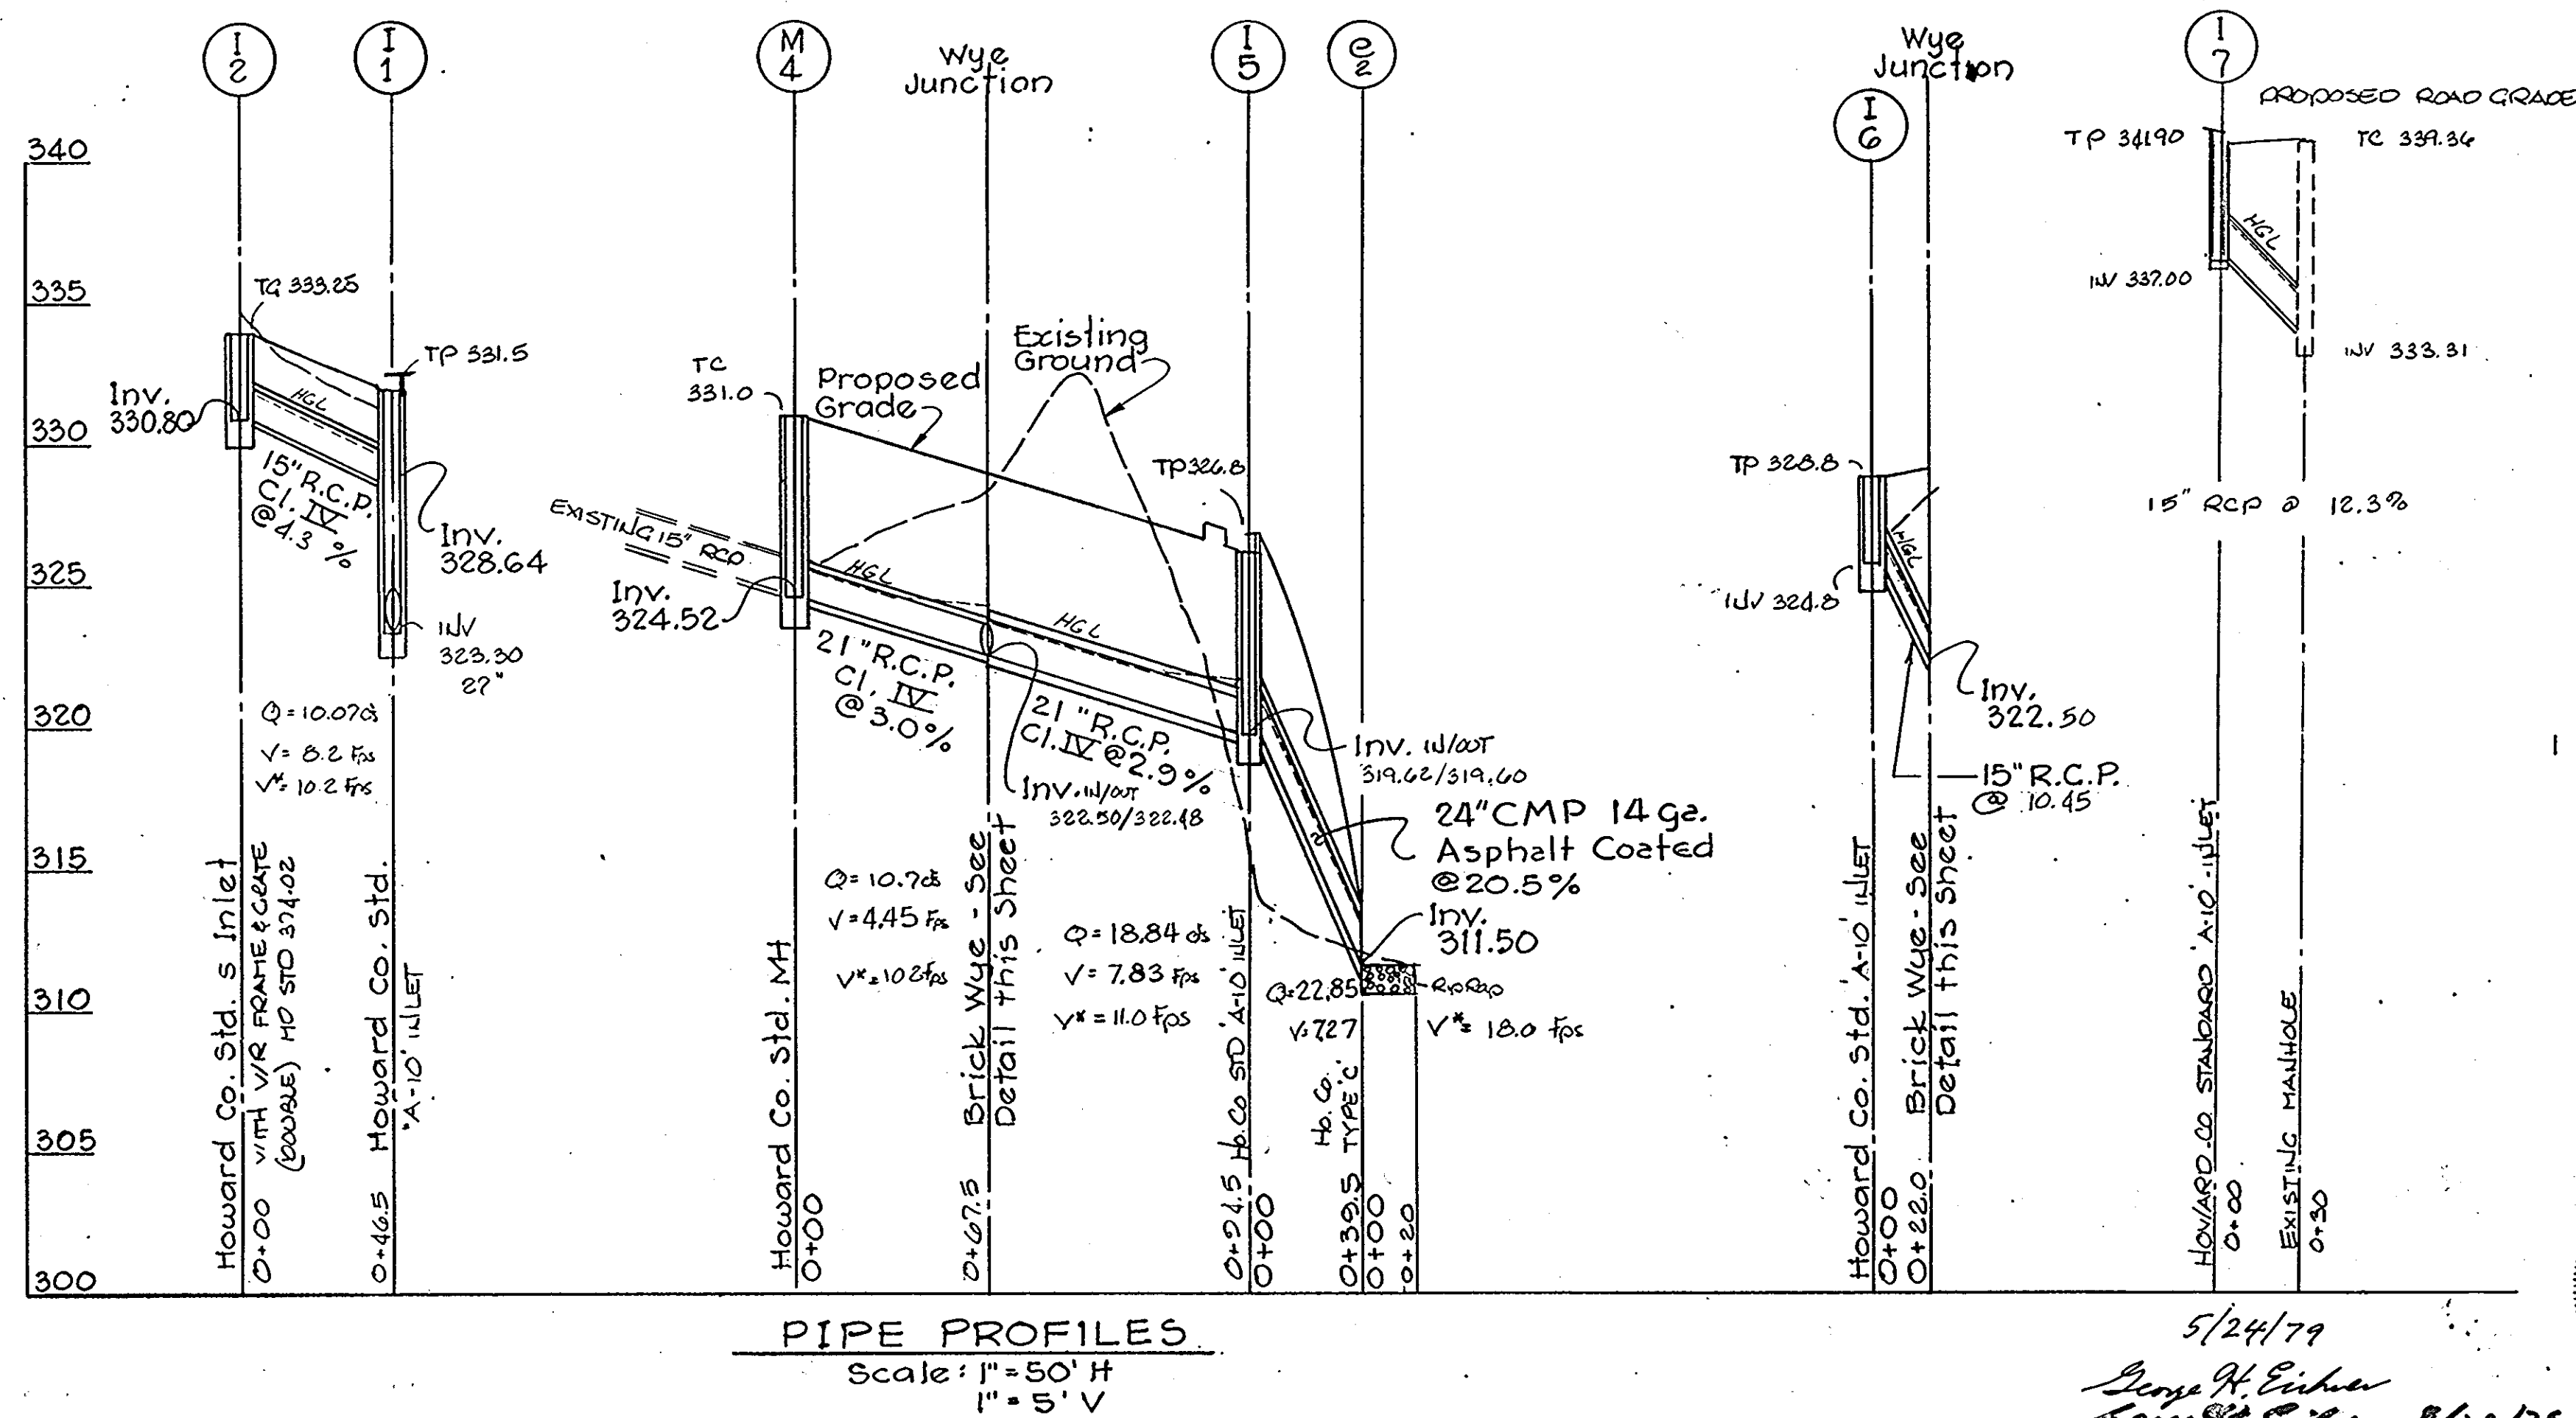 I
2
I
1
M
4
Wye
Junction
I
5
e
2
Wye
Junction
I
6
I
7
PROPOSED ROAD GRADE
340
335
330
325
320
315
310
305
300
TG 333.25
TP 331.5
Inv.
330.80
HGL
15" R.C.P.
Cl. IV
@ 4.3 %
Inv.
328.64
INV
323.30
27"
Q = 10.07 cfs
V = 8.2 Fps
V* = 10.2 Fps
Howard Co. Std. S Inlet
WITH V/R FRAME & GRATE
(DOUBLE) HO STD 374.02
0+00
0+46.5 Howard Co. Std.
"A-10' INLET
TC
331.0
Proposed
Grade
Existing
Ground
EXISTING 15" RCP
Inv.
324.52
HGL
HGL
21" R.C.P.
Cl. IV
@ 3.0%
21" R.C.P.
Cl. IV @ 2.9%
Inv. IN/OUT
322.50/322.48
TP 326.8
Inv. IN/OUT
319.62/319.60
24" CMP 14 ga.
Asphalt Coated
@ 20.5%
Inv.
311.50
Rip Rap
Q = 10.7 cfs
V = 4.45 Fps
V* = 10.2 fps
Q = 18.84 cfs
V = 7.83 Fps
V* = 11.0 Fps
Q = 22.85
V = 7.27
V* = 18.0 Fps
Howard Co. Std. MH
0+00
0+67.5 Brick Wye - See
Detail this Sheet
0+94.5 Ho. Co STD 'A-10' INLET
0+00
Ho. Co.
0+39.5 TYPE 'C'
0+00
0+20
TP 328.8
INV 324.8
HGL
Inv.
322.50
15" R.C.P.
@ 10.45
Howard Co. Std. 'A-10' INLET
0+00
0+22.0 Brick Wye - See
Detail this Sheet
TP 341.90
TC 339.36
HGL
INV 337.00
INV 333.31
15" RCP @ 12.3%
HOWARD CO STANDARD 'A-10' INLET
0+00
EXISTING MANHOLE
0+30
PIPE PROFILES
Scale: 1" = 50' H
1" = 5' V
5/24/79
George H. Eichner